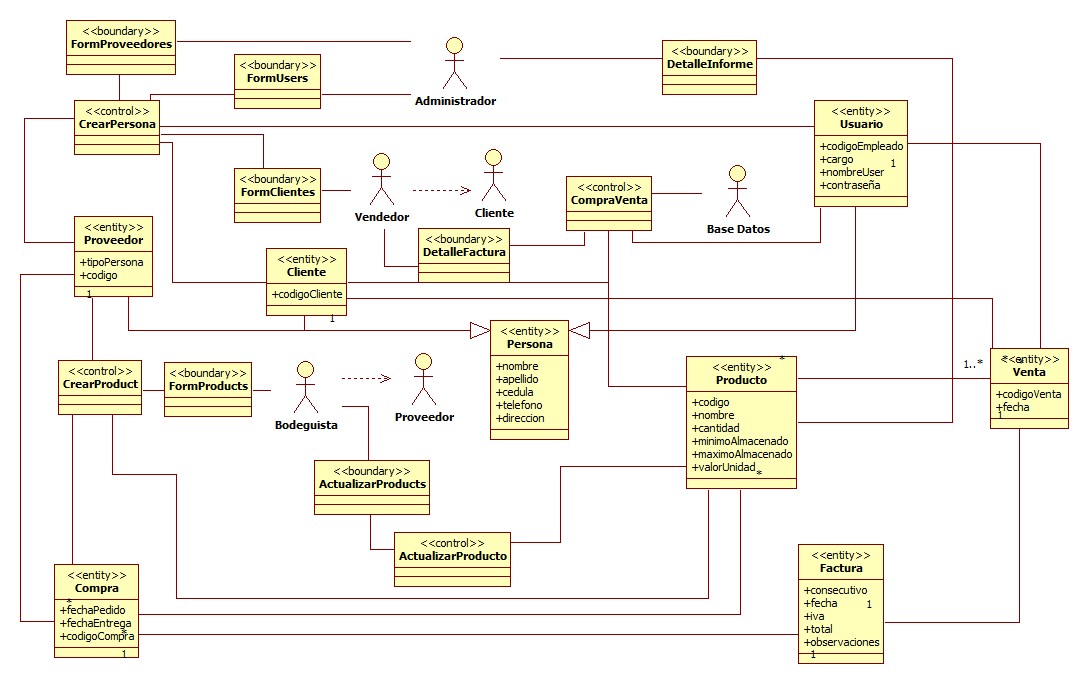 <<boundary>>
FormProveedores
<<boundary>>
FormUsers
Administrador
<<boundary>>
DetalleInforme
<<control>>
CrearPersona
<<entity>>
Usuario
+codigoEmpleado
+cargo
+nombreUser
+contraseña
1
<<boundary>>
FormClientes
Vendedor
Cliente
<<control>>
CompraVenta
Base Datos
<<entity>>
Proveedor
+tipoPersona
+codigo
1
<<boundary>>
DetalleFactura
<<entity>>
Cliente
+codigoCliente
1
<<entity>>
Persona
+nombre
+apellido
+cedula
+telefono
+direccion
<<control>>
CrearProduct
<<boundary>>
FormProducts
Bodeguista
Proveedor
*
<<entity>>
Producto
+codigo
+nombre
+cantidad
+minimoAlmacenado
+maximoAlmacenado
+valorUnidad
*
1..*
* *
<<entity>>
Venta
+codigoVenta
+fecha
1
<<boundary>>
ActualizarProducts
<<control>>
ActualizarProducto
<<entity>>
Compra
*
+fechaPedido
+fechaEntrega
+codigoCompra
*
1
<<entity>>
Factura
+consecutivo
+fecha
1
+iva
+total
+observaciones
1